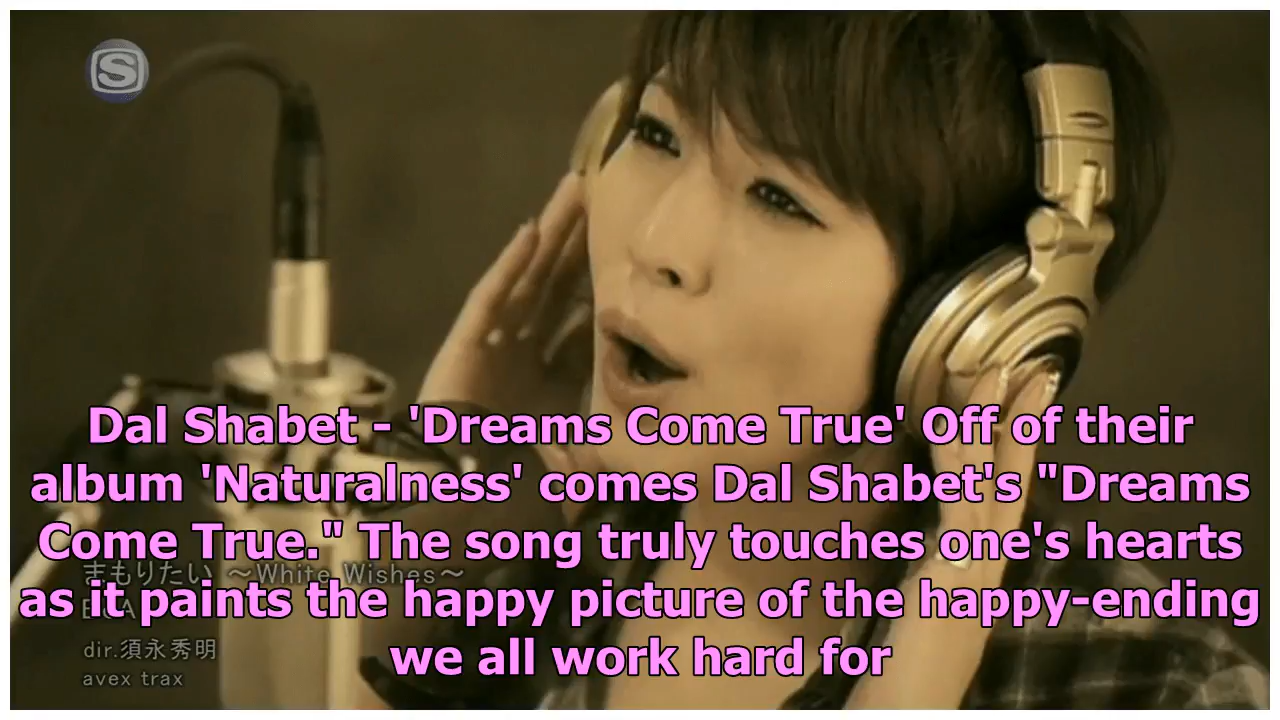 S
Dal Shabet - 'Dreams Come True' Off of their
album 'Naturalness' comes Dal Shabet's "Dreams
Come True." The song truly touches one's hearts
まもりたい ～White Wishes～
as it paints the happy picture of the happy-ending
dir.須永秀明
we all work hard for
avex trax